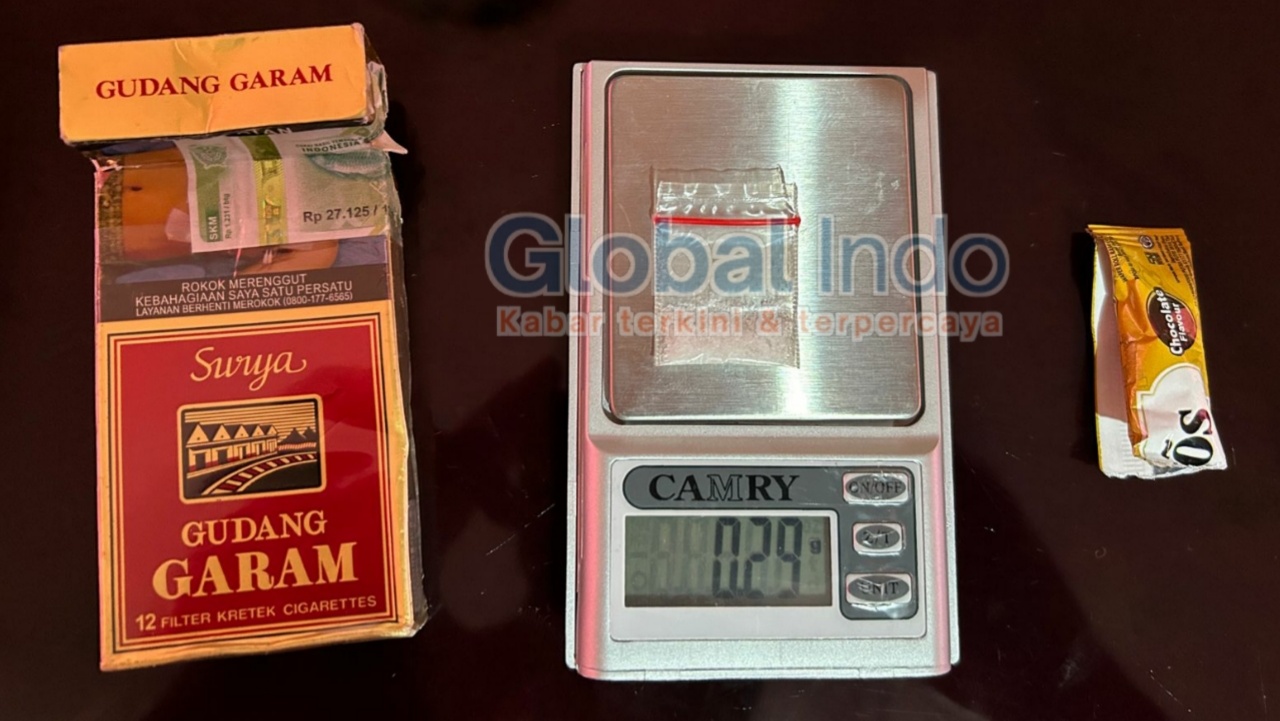 GUDANG GARAM
INDONESIA
SKM
Rp 27.125 /
ROKOK MERENGGUT
KEBAHAGIAAN SAYA SATU PERSATU
LAYANAN BERHENTI MEROKOK (0800-177-6565)
Surya
GUDANG
GARAM
12 FILTER KRETEK CIGARETTES
Global Indo
Kabar terkini & terpercaya
CAMRY
ON/OFF
Z/T
UNIT
0.29 g
Chocolate
Flavour
ős